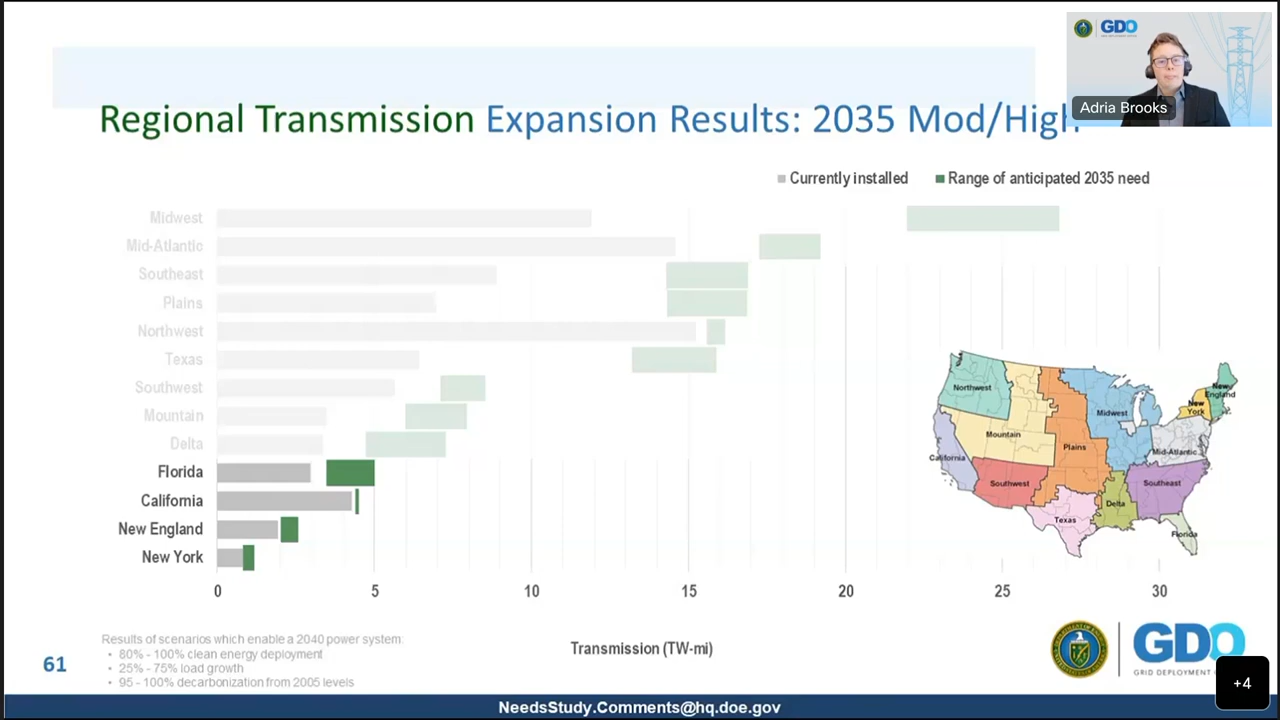 GDO
Adria Brooks
Regional Transmission Expansion Results: 2035 Mod/High
Currently installed
Range of anticipated 2035 need
Midwest
Mid-Atlantic
Southeast
Plains
Northwest
Texas
Southwest
Mountain
Delta
Florida
California
New England
New York
0 5 10 15 20 25 30
Transmission (TW-mi)
Northwest
Mountain
California
Southwest
Plains
Midwest
Texas
Delta
Southeast
Florida
Mid-Atlantic
New
York
New
England
Results of scenarios which enable a 2040 power system:
• 80% - 100% clean energy deployment
• 25% - 75% load growth
• 95 - 100% decarbonization from 2005 levels
61
GDO
GRID DEPLOYMENT
+4
NeedsStudy.Comments@hq.doe.gov